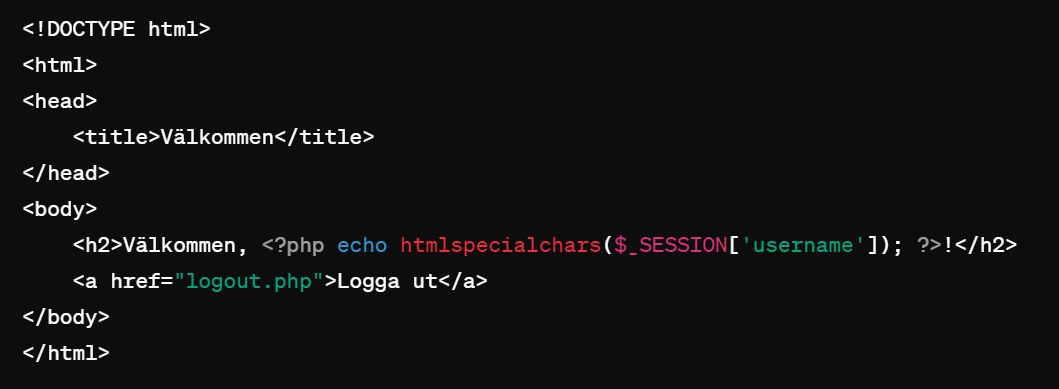 <!DOCTYPE html>
<html>
<head>
    <title>Välkommen</title>
</head>
<body>
    <h2>Välkommen, <?php echo htmlspecialchars($_SESSION['username']); ?>!</h2>
    <a href="logout.php">Logga ut</a>
</body>
</html>